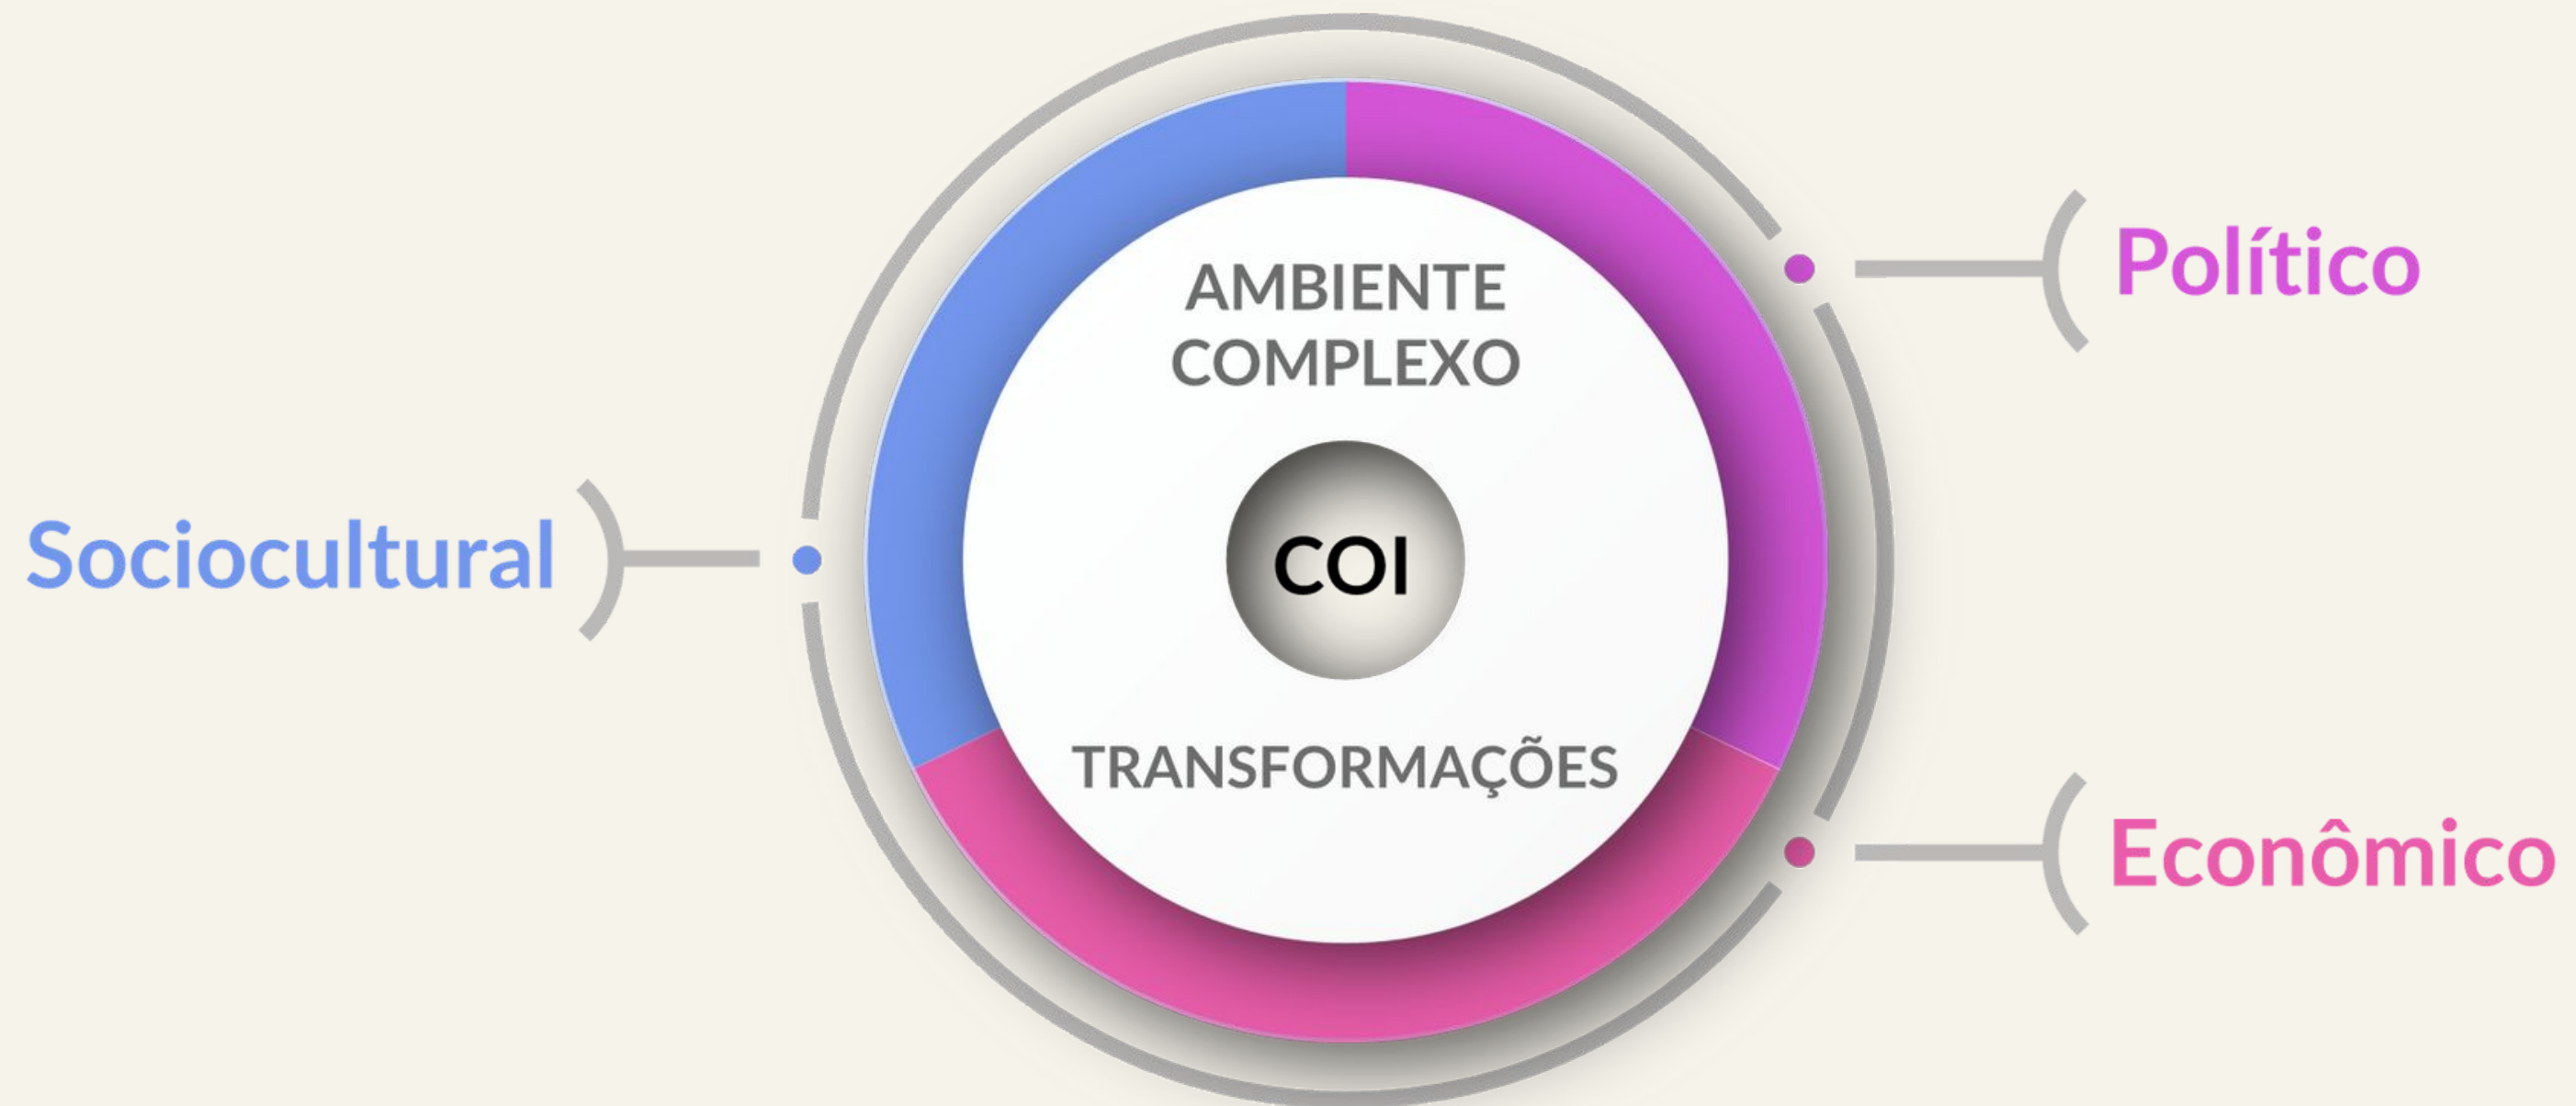 AMBIENTE
COMPLEXO
Político
Sociocultural
COI
TRANSFORMAÇÕES
Econômico